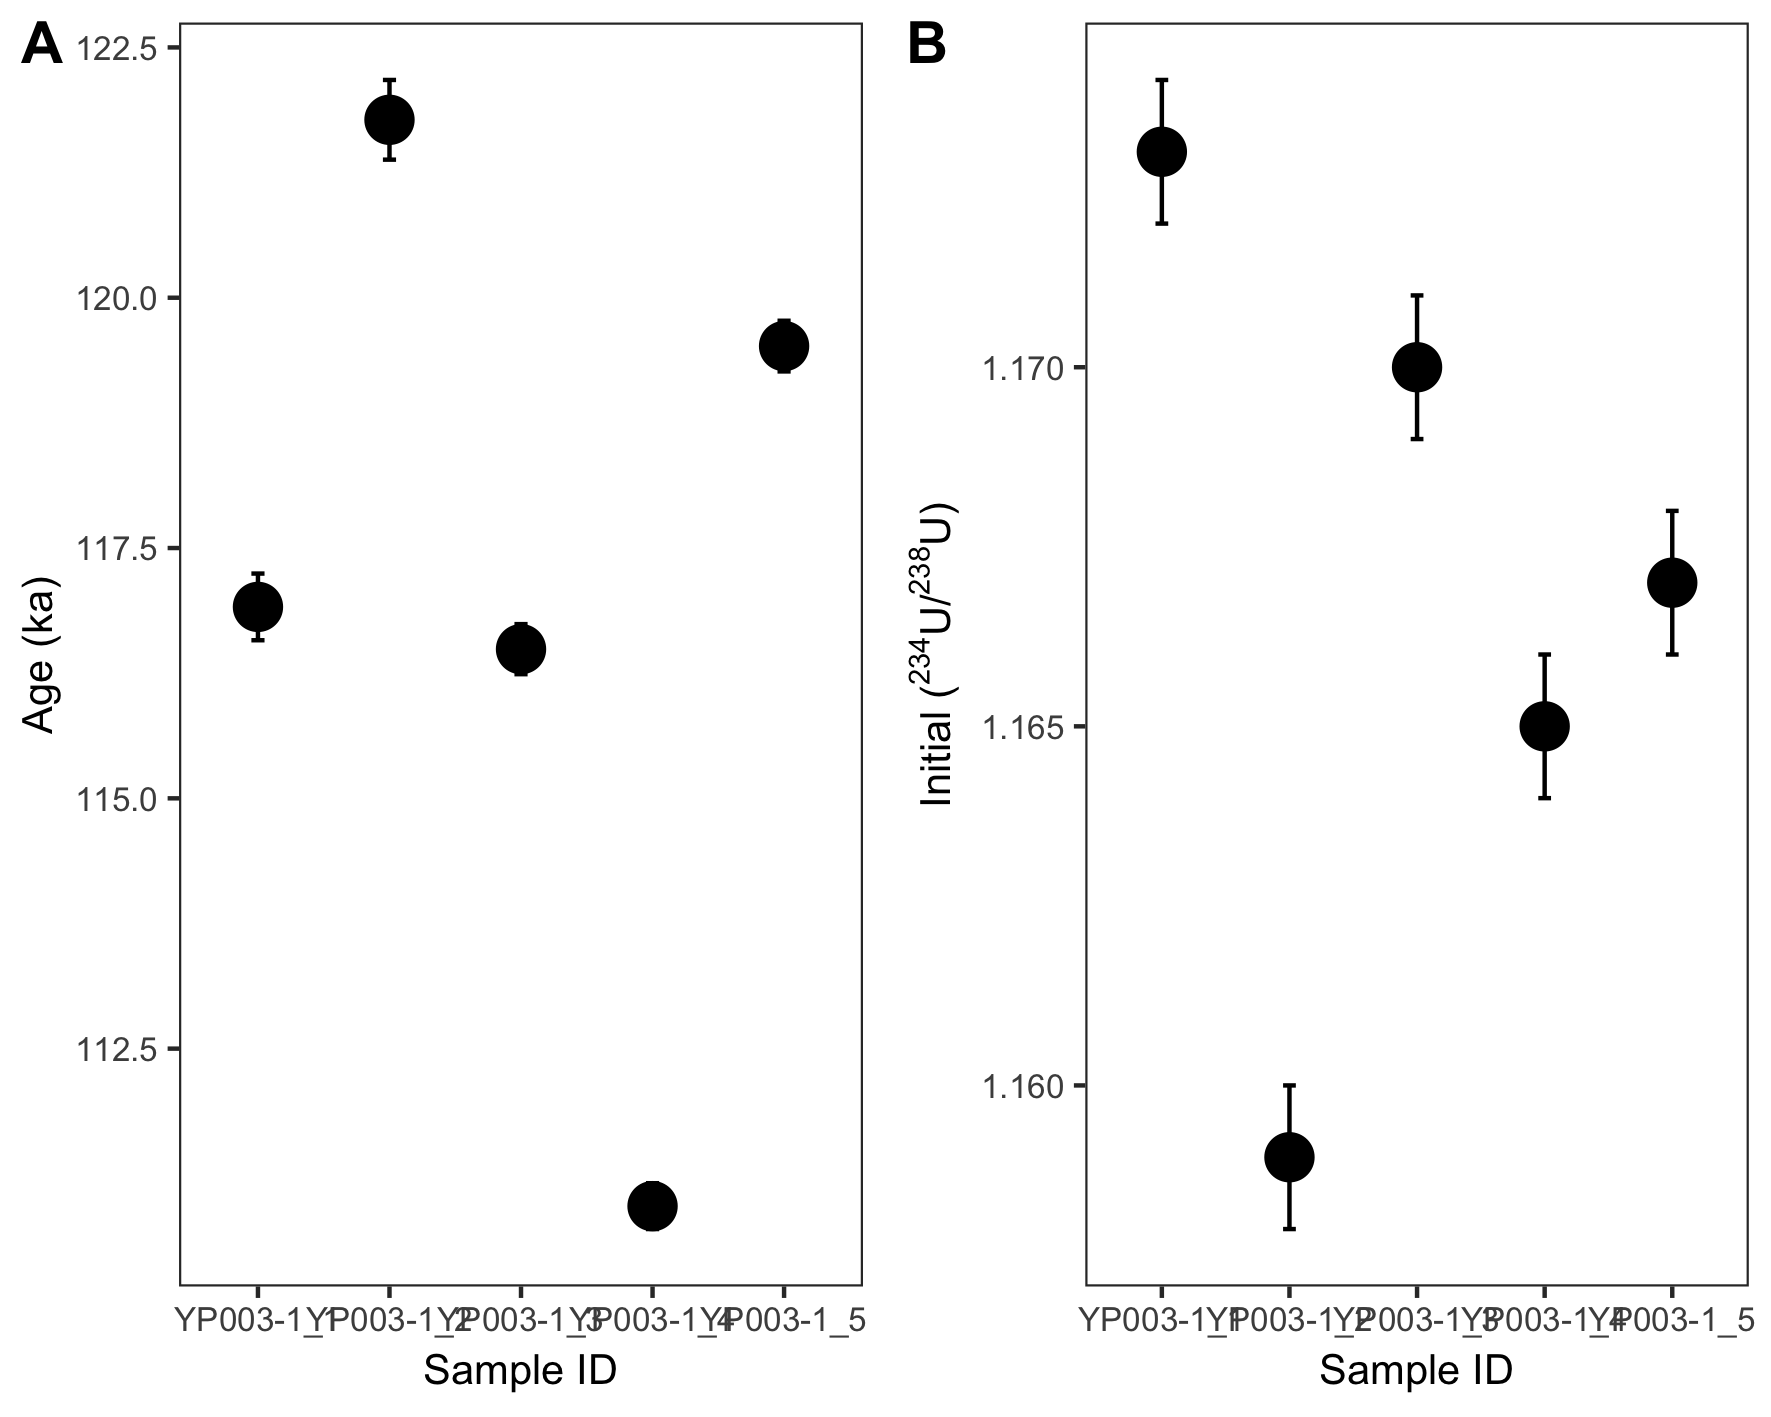 A
122.5
120.0
117.5
115.0
112.5
Age (ka)
YP003-1_1 YP003-1_2 YP003-1_3 YP003-1_4 YP003-1_5
Sample ID
B
1.170
1.165
1.160
Initial (²³⁴U/²³⁸U)
YP003-1_1 YP003-1_2 YP003-1_3 YP003-1_4 YP003-1_5
Sample ID